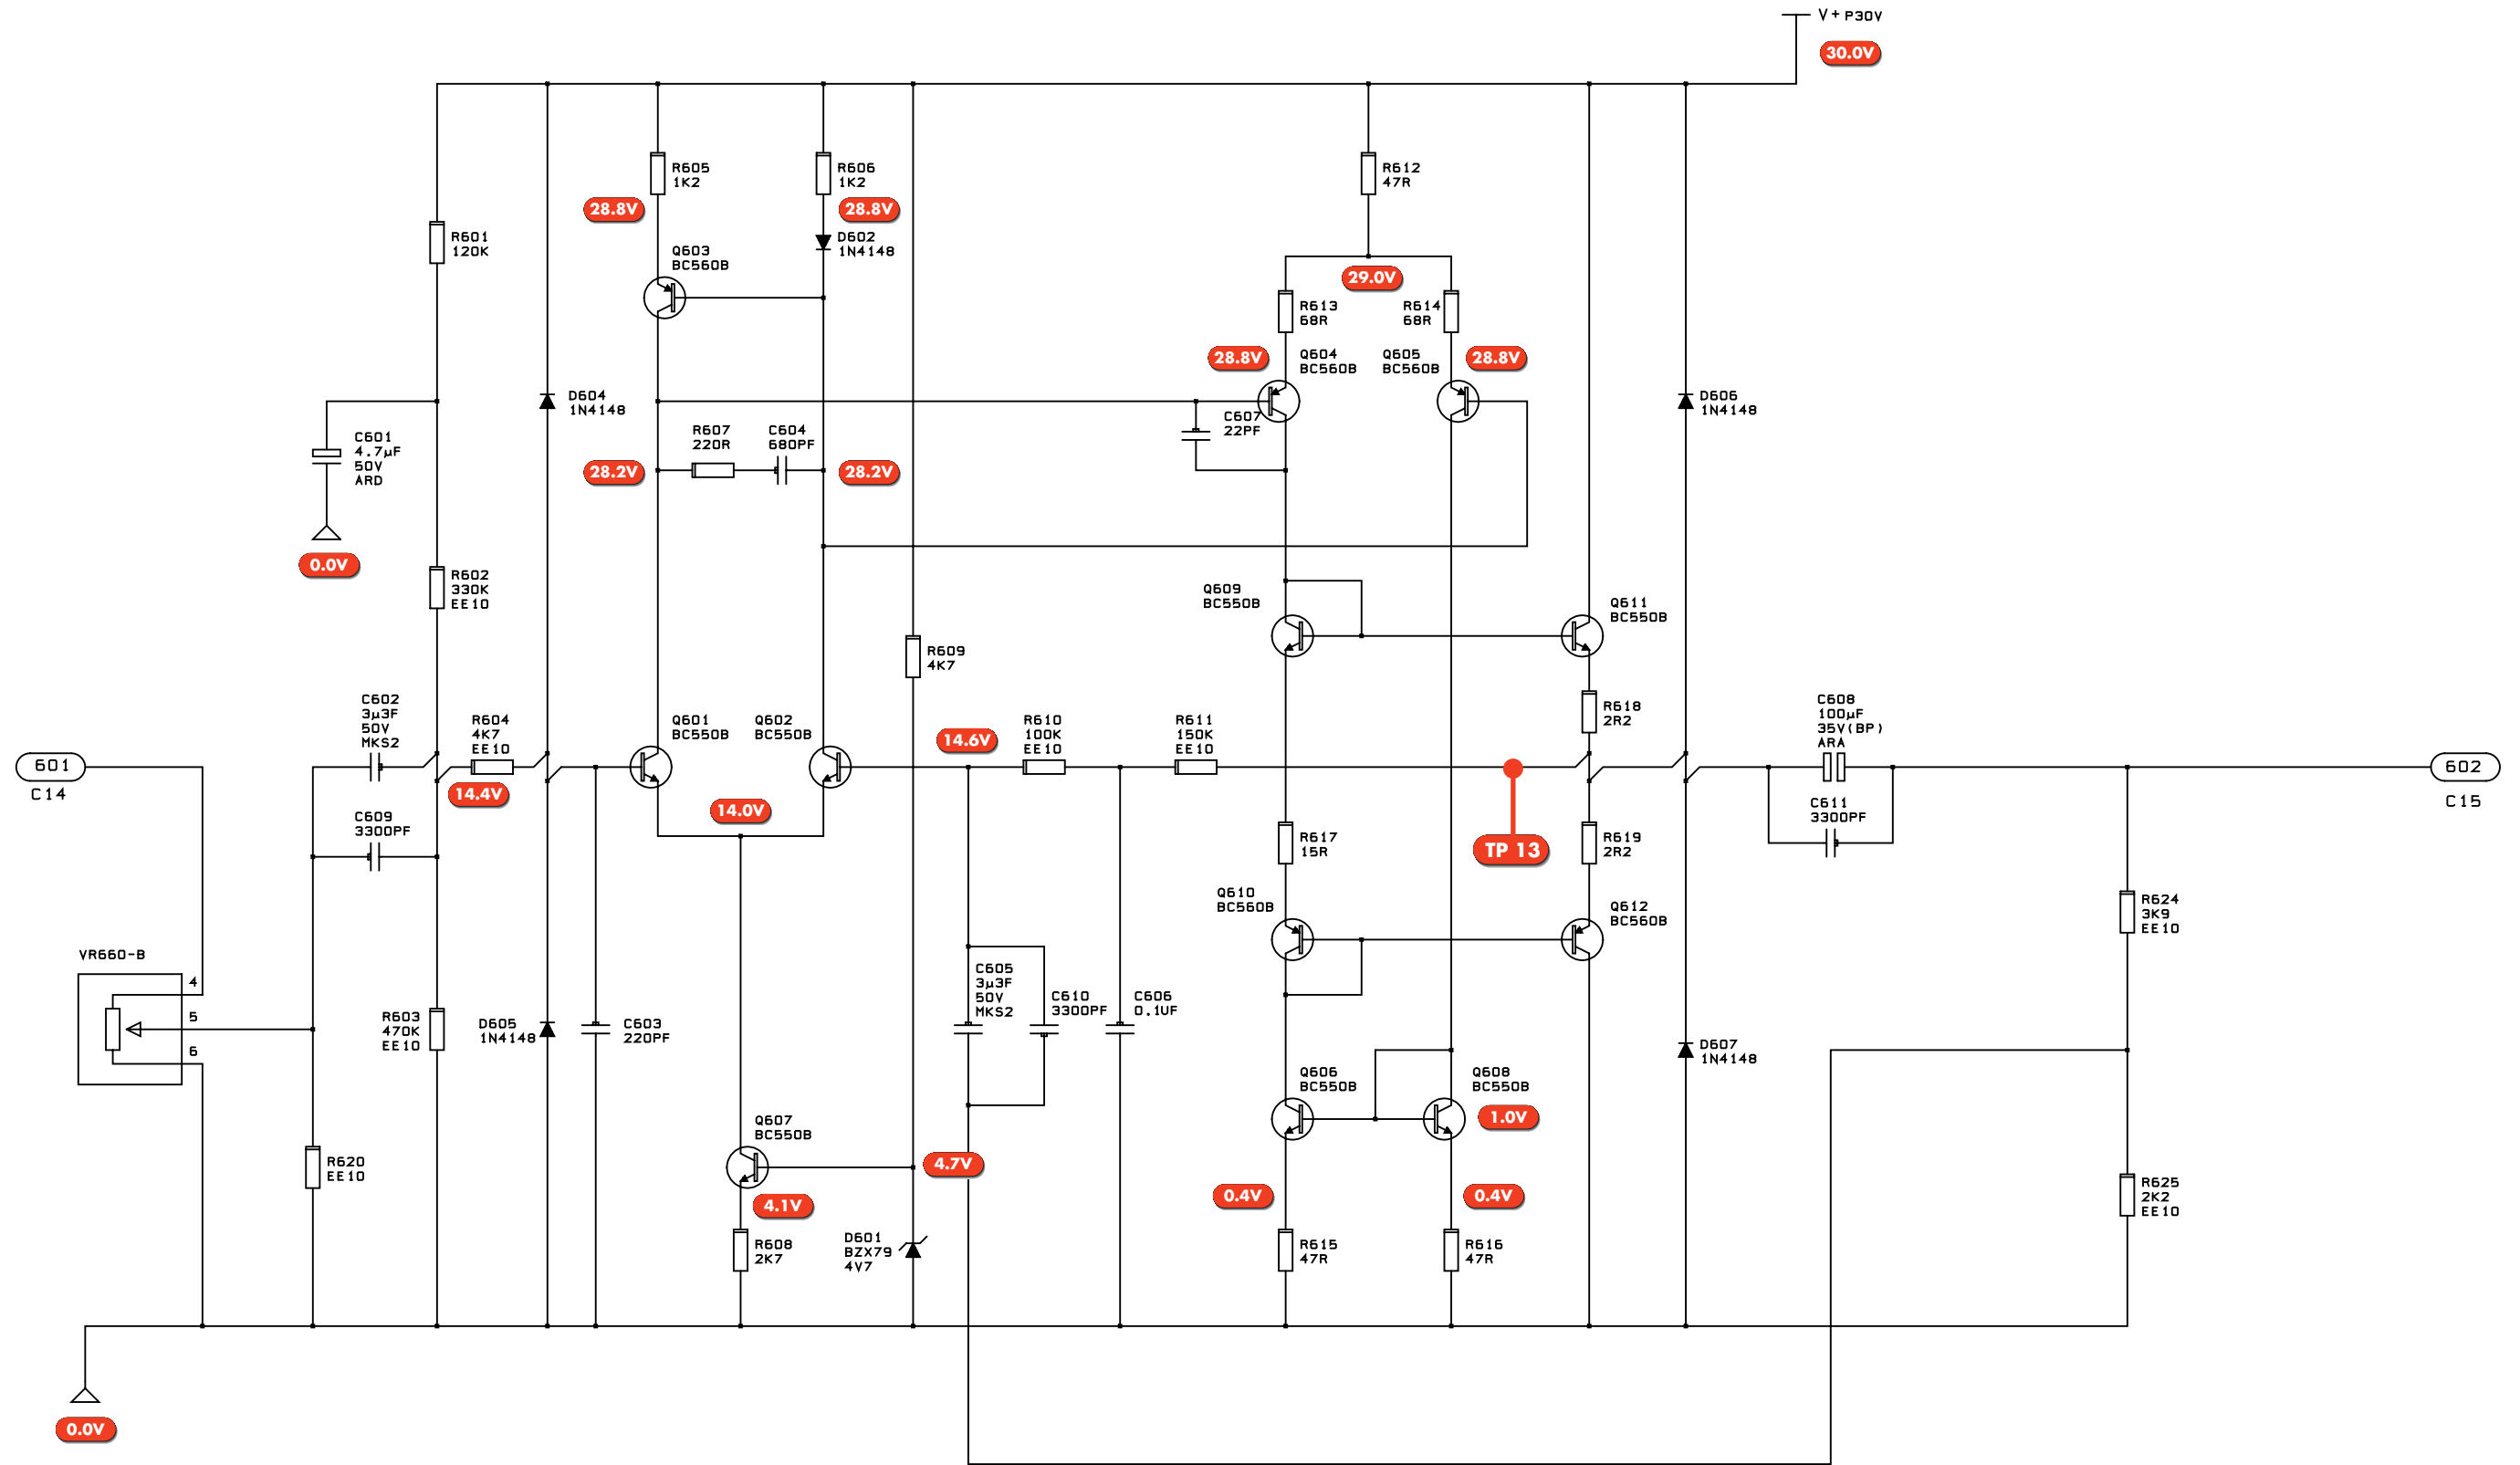 V+ P30V
30.0V
R605
1K2
R606
1K2
R612
47R
28.8V
28.8V
R601
120K
D602
1N4148
Q603
BC560B
29.0V
R613
68R
R614
68R
28.8V
Q604
BC560B
Q605
BC560B
28.8V
D604
1N4148
D606
1N4148
C607
22PF
C601
4.7µF
50V
ARD
R607
220R
C604
680PF
28.2V
28.2V
0.0V
R602
330K
EE10
Q609
BC550B
Q611
BC550B
R609
4K7
C602
3µ3F
50V
MKS2
R604
4K7
EE10
Q601
BC550B
Q602
BC550B
14.6V
R610
100K
EE10
R611
150K
EE10
R618
2R2
C608
100µF
35V(BP)
ARA
601
C14
602
C15
14.4V
14.0V
C609
3300PF
R617
15R
TP 13
R619
2R2
C611
3300PF
Q610
BC560B
Q612
BC560B
R624
3K9
EE10
VR660-B
4
5
6
C605
3µ3F
50V
MKS2
C610
3300PF
C606
0.1UF
R603
470K
EE10
D605
1N4148
C603
220PF
D607
1N4148
Q606
BC550B
Q608
BC550B
1.0V
Q607
BC550B
4.7V
R620
EE10
4.1V
0.4V
0.4V
R625
2K2
EE10
R608
2K7
D601
BZX79
4V7
R615
47R
R616
47R
0.0V